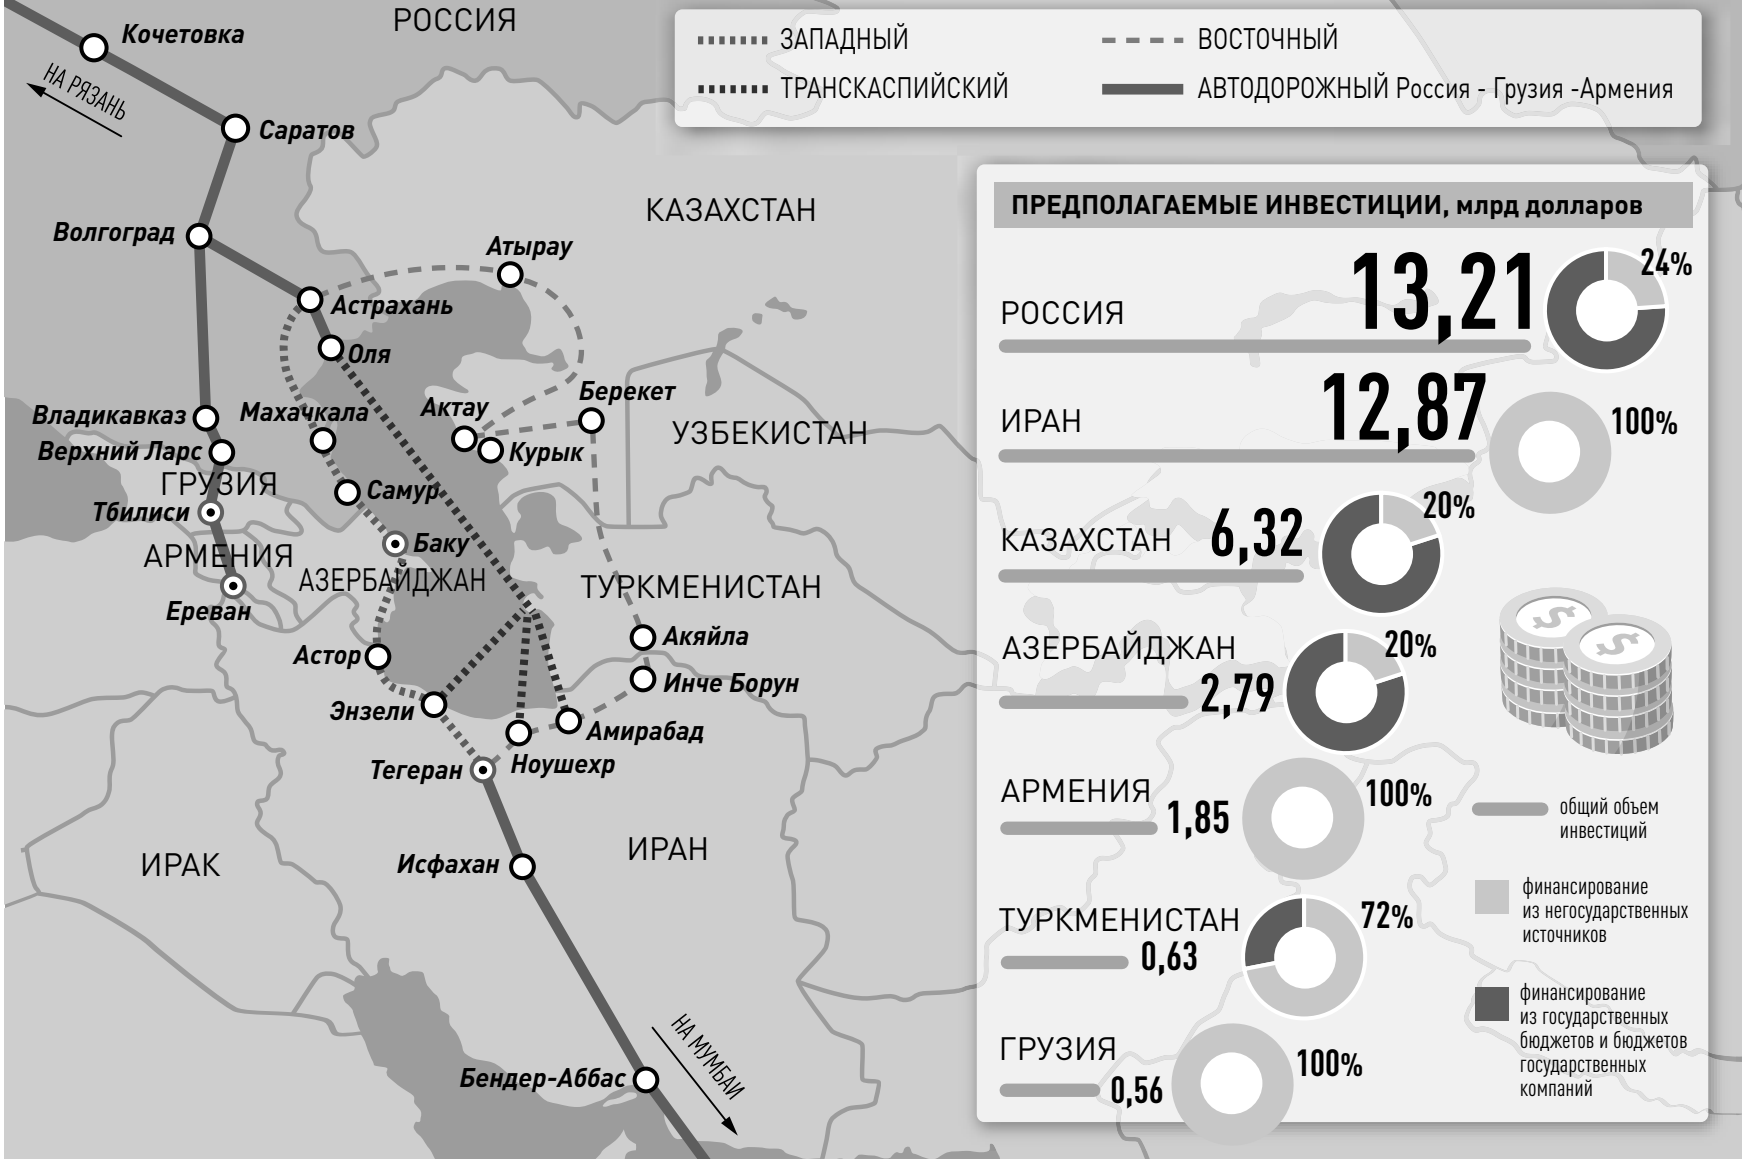 РОССИЯ
Кочетовка
НА РЯЗАНЬ
Саратов
Волгоград
КАЗАХСТАН
Атырау
Астрахань
Оля
Берекет
Владикавказ
Махачкала
Актау
УЗБЕКИСТАН
Верхний Ларс
Курык
ГРУЗИЯ
Самур
Тбилиси
Баку
АРМЕНИЯ
АЗЕРБАЙДЖАН
ТУРКМЕНИСТАН
Ереван
Астор
Акяйла
Инче Борун
Энзели
Амирабад
Тегеран
Ноушехр
ИРАК
Исфахан
ИРАН
НА МУМБАИ
Бендер-Аббас
ЗАПАДНЫЙ
ВОСТОЧНЫЙ
ТРАНСКАСПИЙСКИЙ
АВТОДОРОЖНЫЙ Россия - Грузия -Армения
ПРЕДПОЛАГАЕМЫЕ ИНВЕСТИЦИИ, млрд долларов
РОССИЯ
13,21
24%
ИРАН
12,87
100%
КАЗАХСТАН
6,32
20%
АЗЕРБАЙДЖАН
2,79
20%
АРМЕНИЯ
1,85
100%
ТУРКМЕНИСТАН
0,63
72%
ГРУЗИЯ
0,56
100%
$
$
общий объем
инвестиций
финансирование
из негосударственных
источников
финансирование
из государственных
бюджетов и бюджетов
государственных
компаний